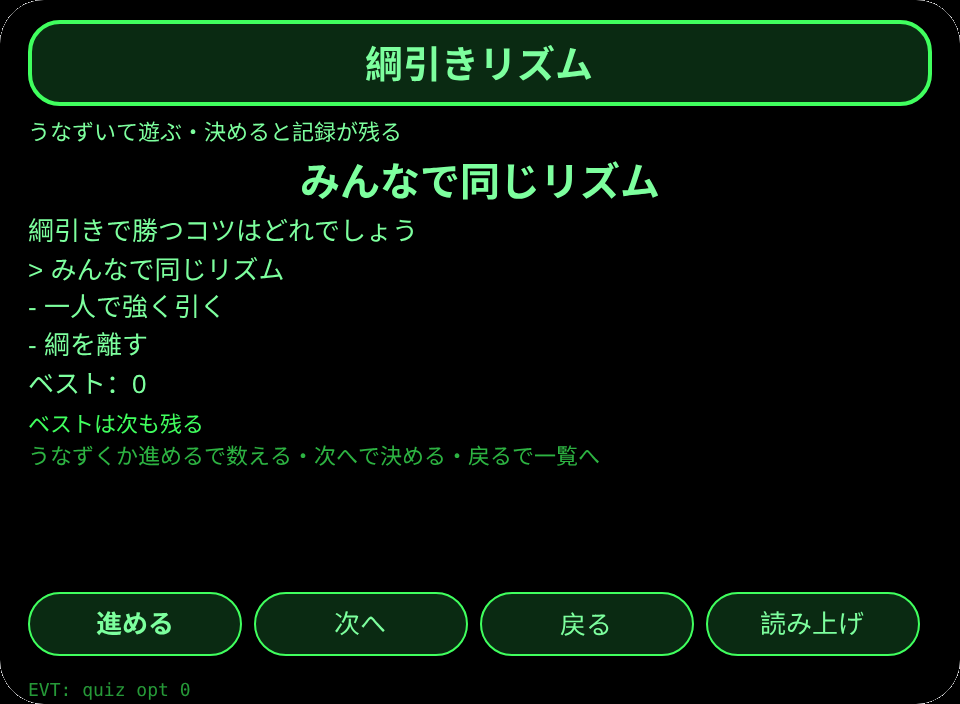 綱引きリズム
うなずいて遊ぶ・決めると記録が残る
みんなで同じリズム
綱引きで勝つコツはどれでしょう
> みんなで同じリズム
- 一人で強く引く
- 綱を離す
ベスト: 0
ベストは次も残る
うなずくか進めるで数える・次へで決める・戻るで一覧へ
進める 次へ 戻る 読み上げ
EVT: quiz opt 0